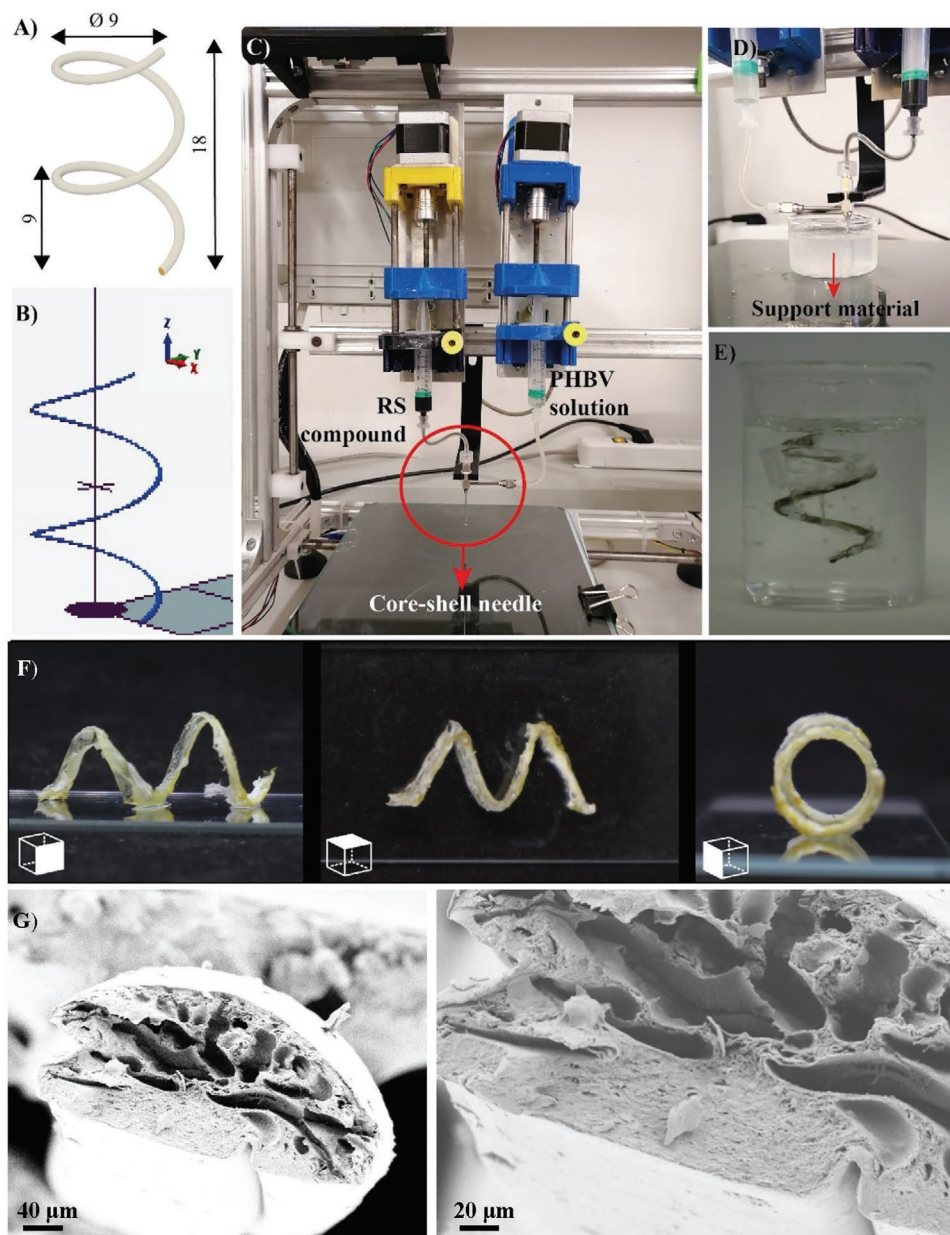 A)
Ø 9
18
9
B)
Z
Y
X
C)
RS
compound
PHBV
solution
Core-shell needle
D)
Support material
E)
F)
G)
40 µm
20 µm